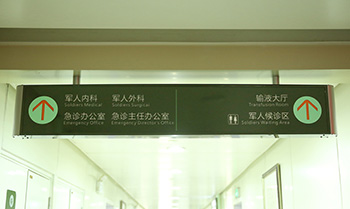 军人内科 军人外科 输液大厅
Soldiers Medical Soldiers Surgical Transfusion Room
急诊办公室 急诊主任办公室 军人候诊区
Emergency Office Emergency Director's Office Soldiers Waiting Area